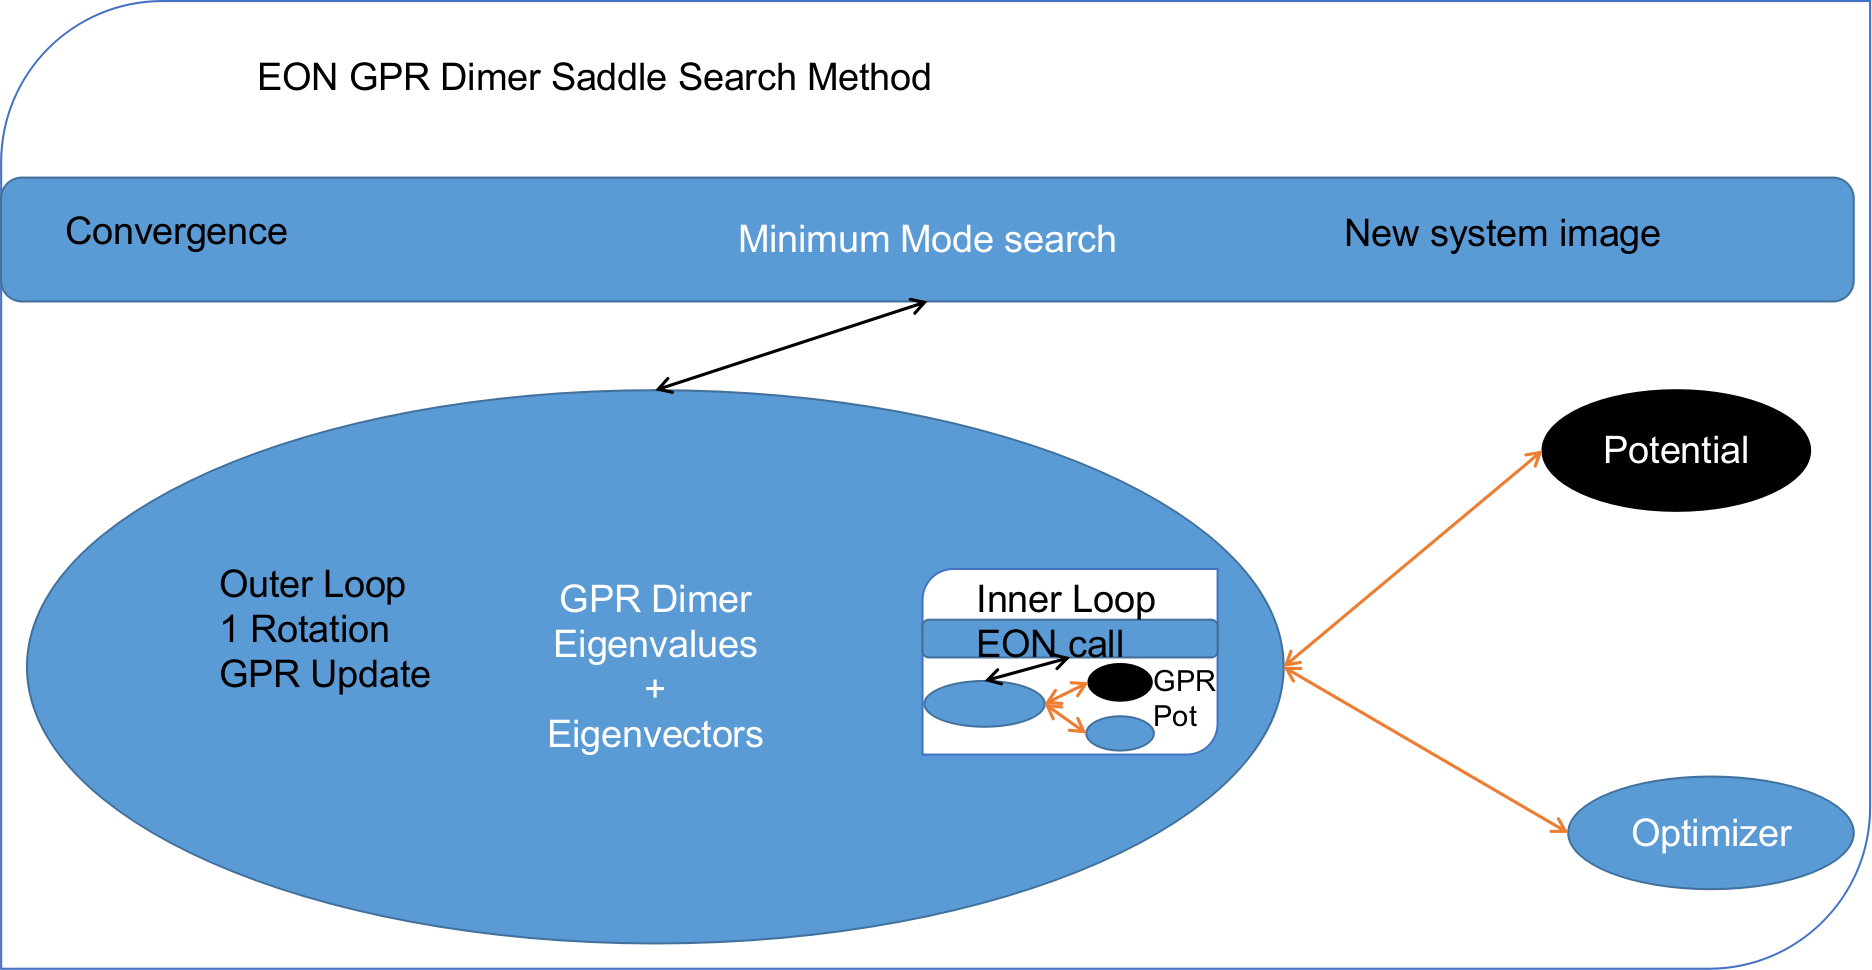 EON GPR Dimer Saddle Search Method
Convergence
Minimum Mode search
New system image
Potential
Outer Loop
1 Rotation
GPR Update
GPR Dimer
Eigenvalues
+
Eigenvectors
Inner Loop
EON call
GPR
Pot
Optimizer